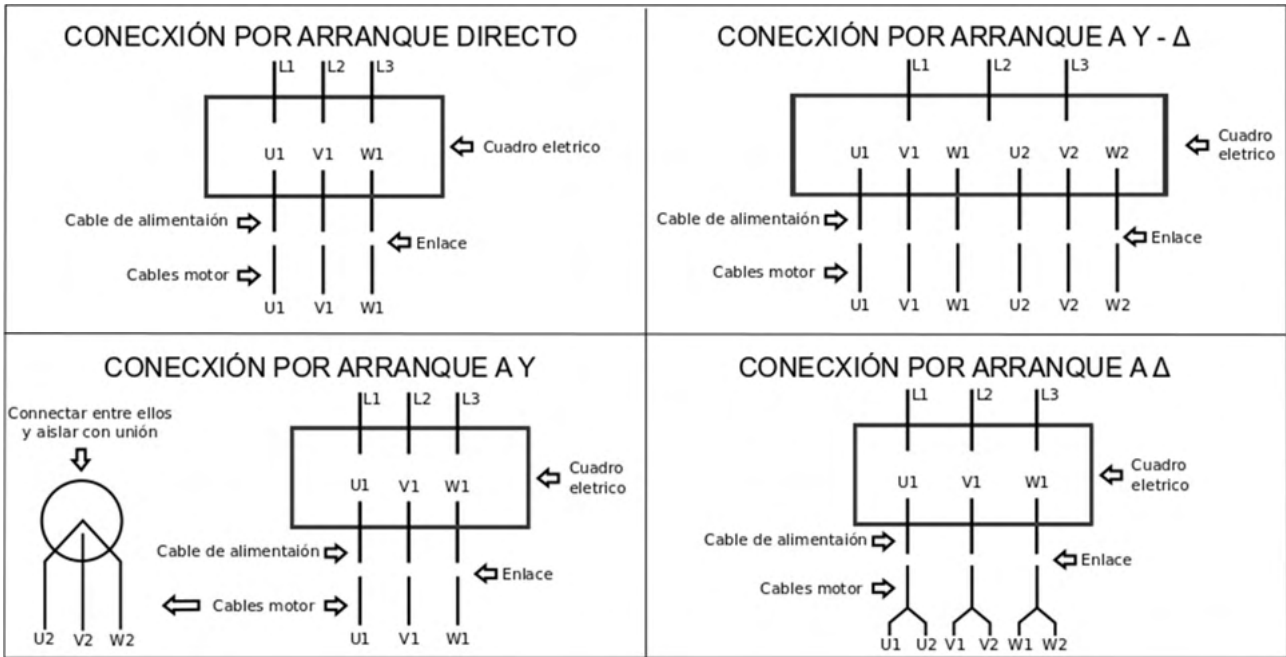 CONECXIÓN POR ARRANQUE DIRECTO
L1 L2 L3
U1 V1 W1
Cuadro eletrico
Cable de alimentaión
Enlace
Cables motor
U1 V1 W1
CONECXIÓN POR ARRANQUE A Y - Δ
L1 L2 L3
U1 V1 W1 U2 V2 W2
Cuadro
eletrico
Cable de alimentaión
Enlace
Cables motor
U1 V1 W1 U2 V2 W2
CONECXIÓN POR ARRANQUE A Y
Connectar entre ellos
y aislar con unión
U2 V2 W2
L1 L2 L3
U1 V1 W1
Cuadro
eletrico
Cable de alimentaión
Enlace
Cables motor
U1 V1 W1
CONECXIÓN POR ARRANQUE A Δ
L1 L2 L3
U1 V1 W1
Cuadro
eletrico
Cable de alimentaión
Enlace
Cables motor
U1 U2 V1 V2 W1 W2